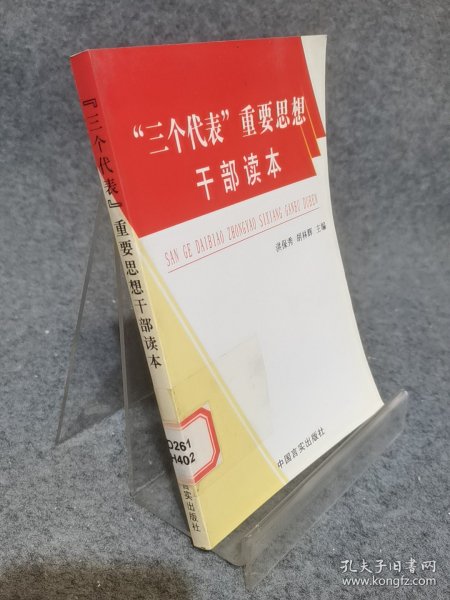 “三个代表”重要思想
干部读本
SAN GE DAIBIAO ZHONGYAO SIXIANG GANBU DUBEN
洪保秀 胡林辉 主编
中国言实出版社
『三个代表』重要思想干部读本
D261
H402
言实出版社
孔夫子旧书网
www.kongfz.com